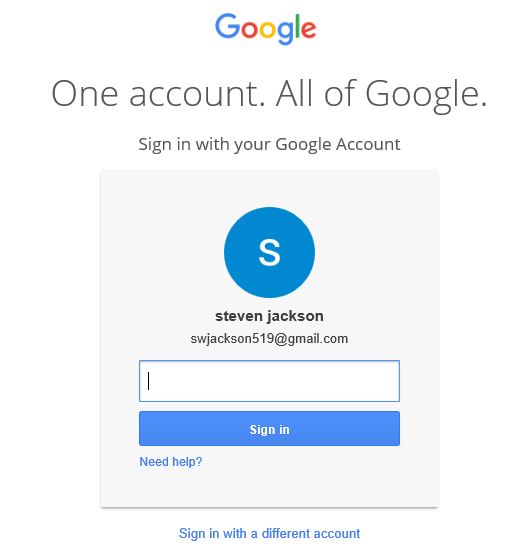 Google
One account. All of Google.
Sign in with your Google Account
S
steven jackson
swjackson519@gmail.com
Sign in
Need help?
Sign in with a different account